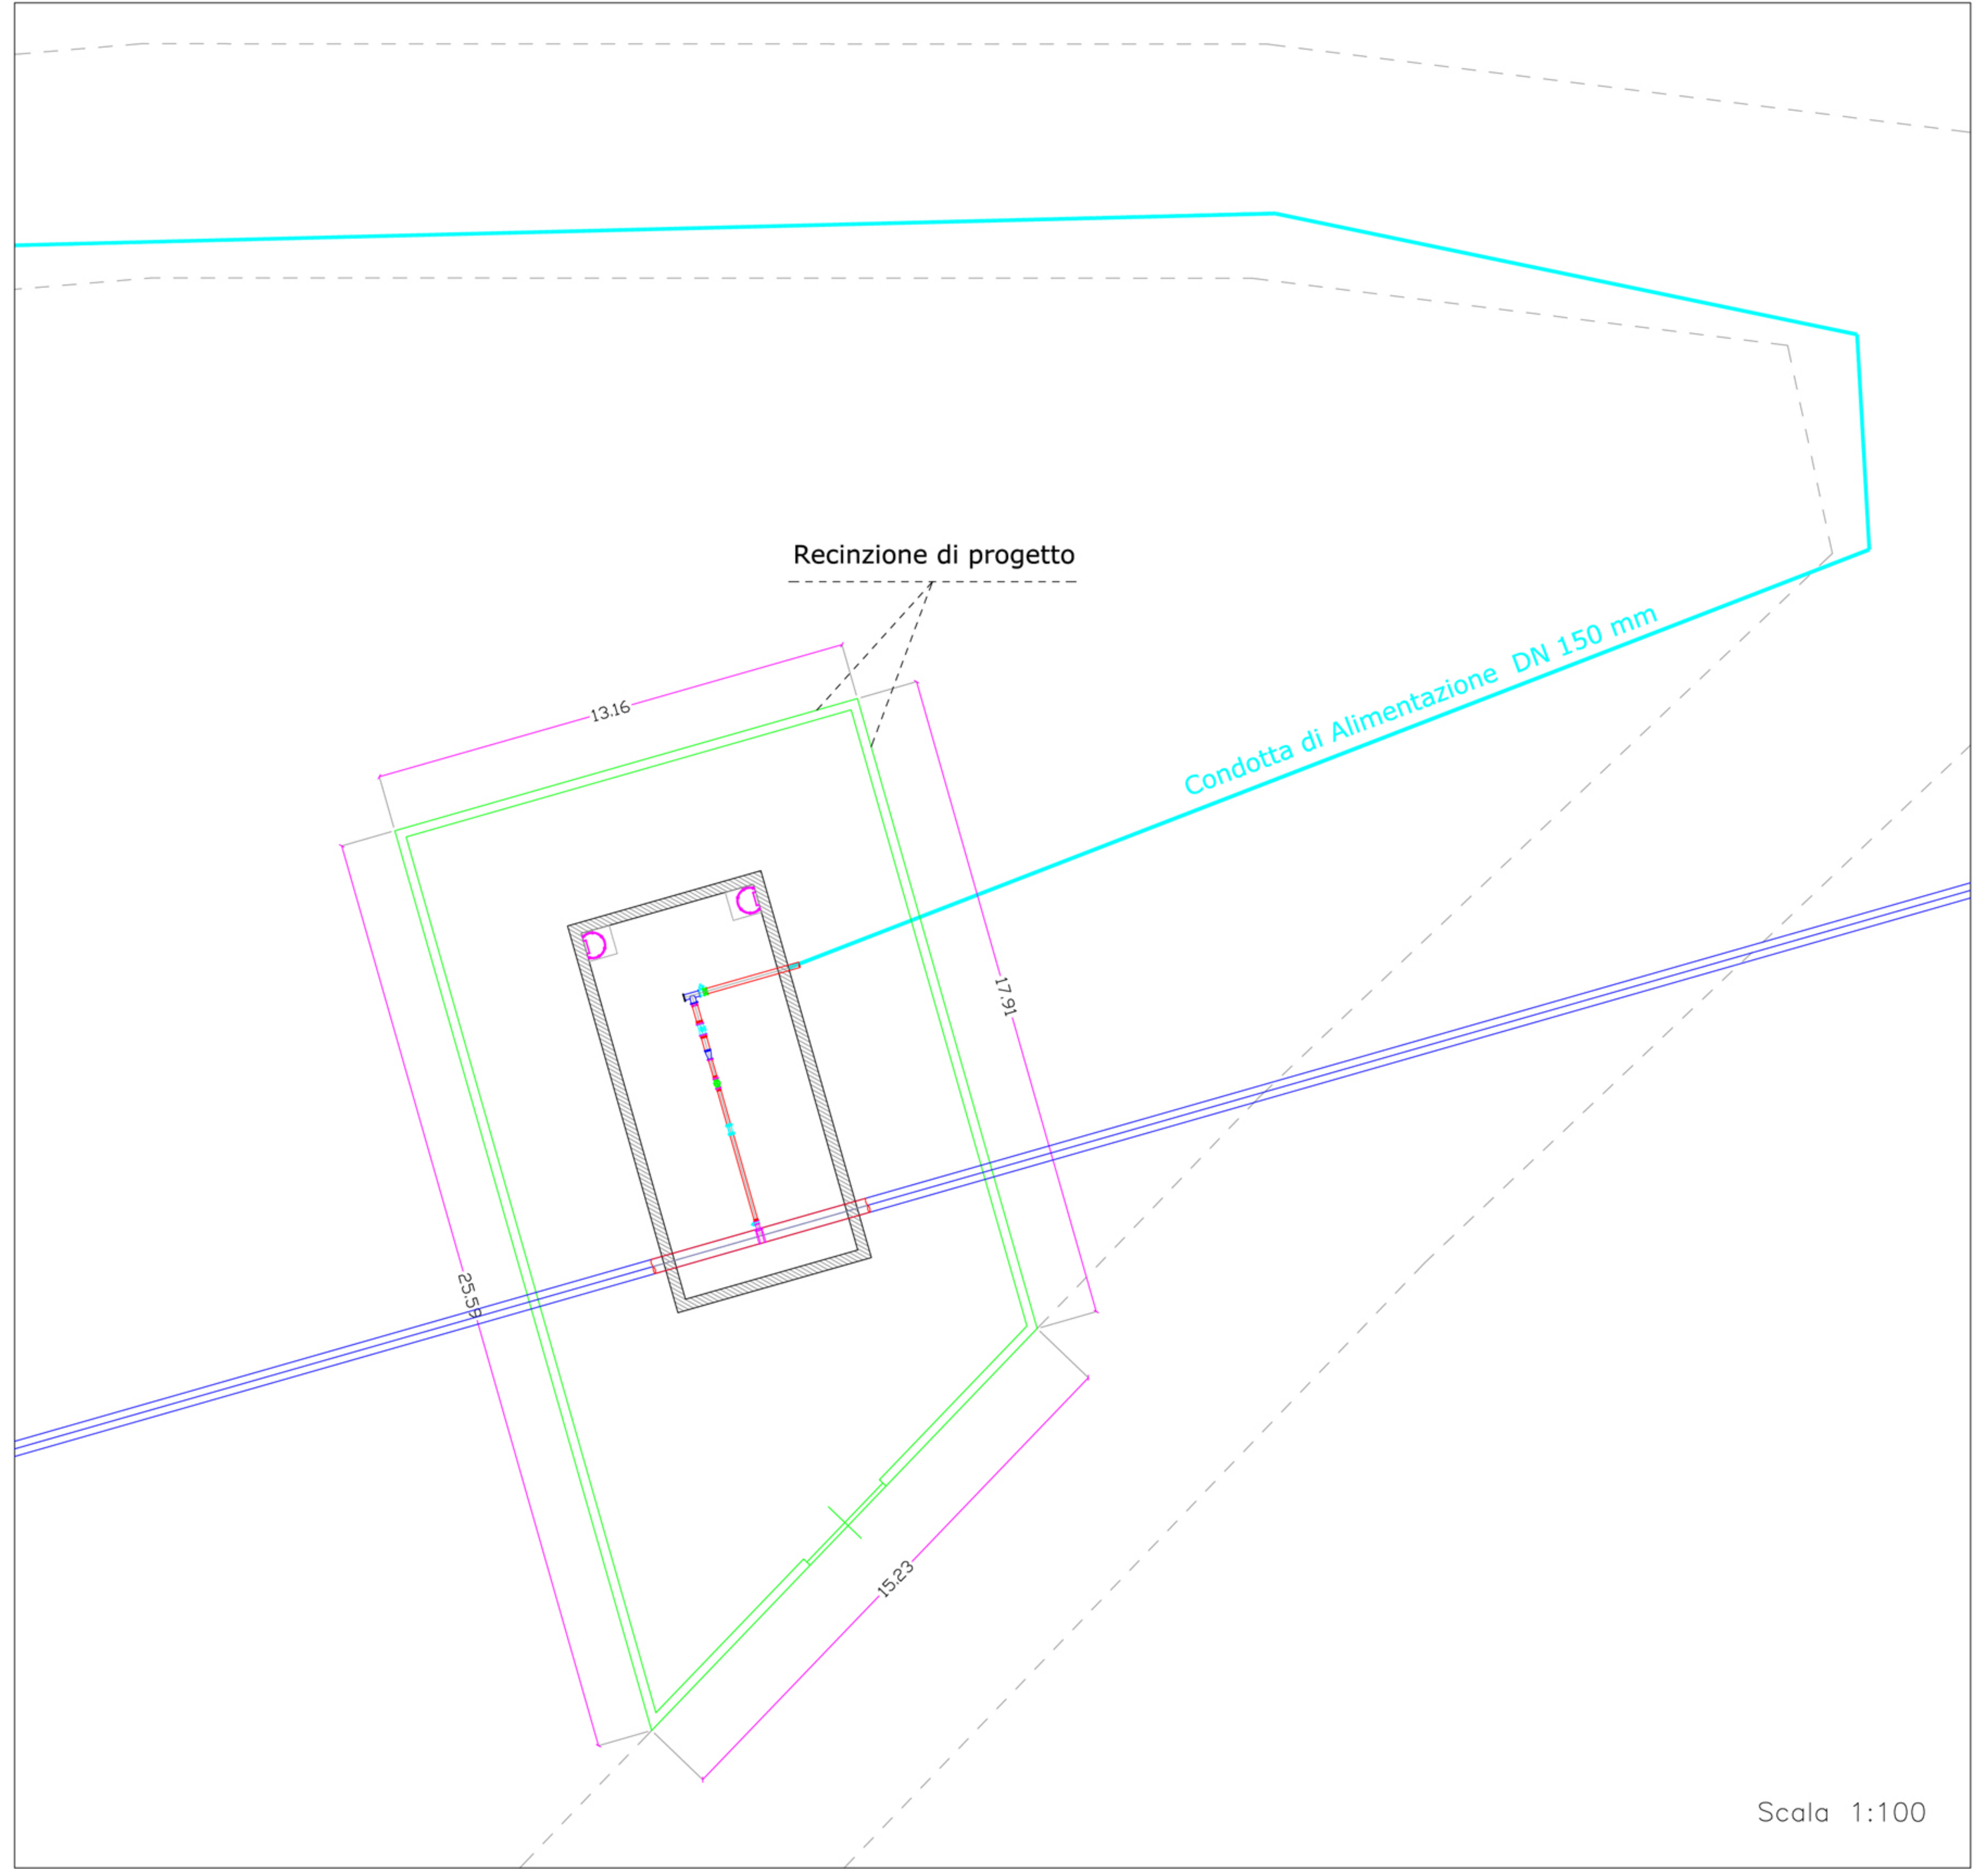 Recinzione di progetto
Condotta di Alimentazione DN 150 mm
13.16
17.91
25.59
15.23
Scala 1:100